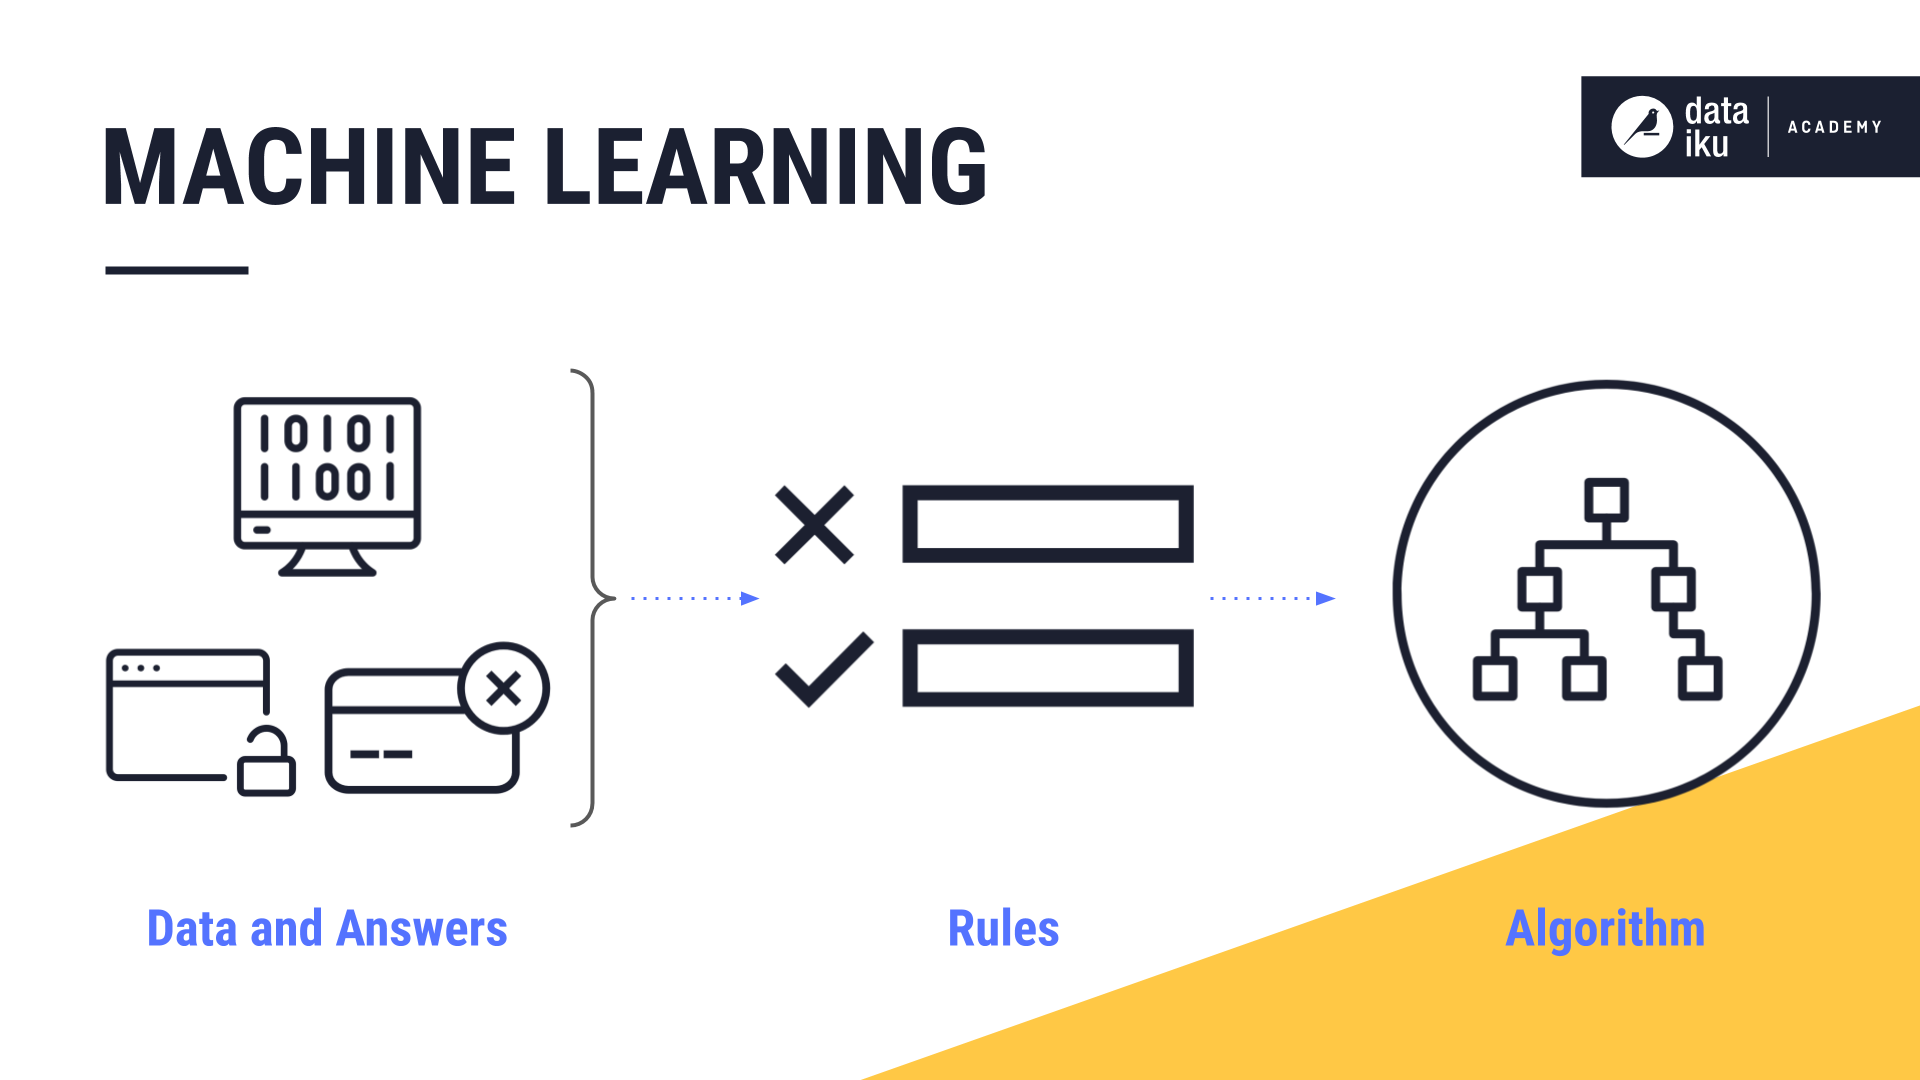 MACHINE LEARNING
data
iku
ACADEMY
10101
11001
Data and Answers
Rules
Algorithm